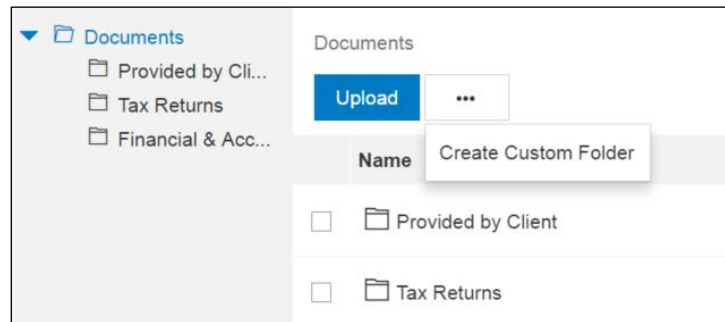 Documents
Provided by Cli...
Tax Returns
Financial & Acc...
Documents
Upload
•••
Create Custom Folder
Name
Provided by Client
Tax Returns